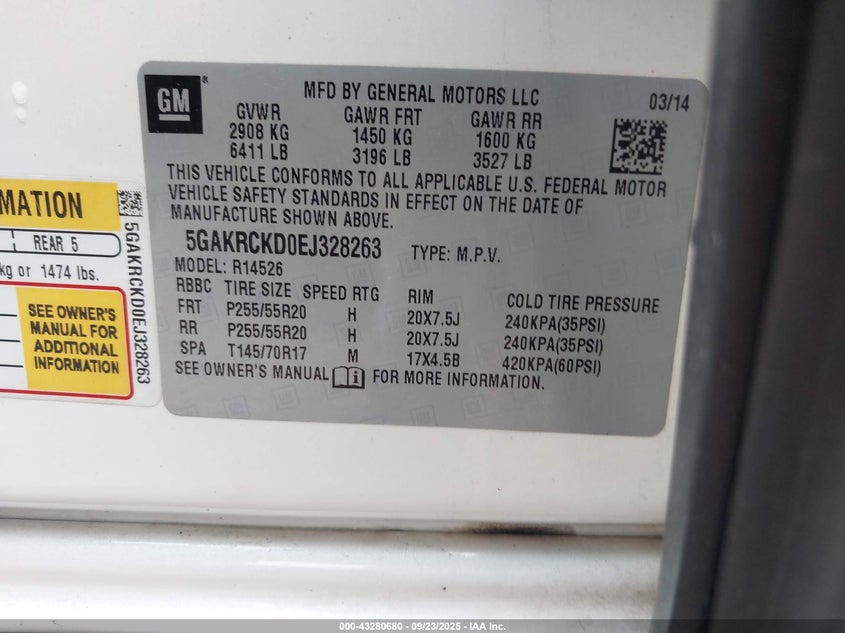 GM
MFD BY GENERAL MOTORS LLC
03/14
GVWR GAWR FRT GAWR RR
2908 KG 1450 KG 1600 KG
6411 LB 3196 LB 3527 LB
THIS VEHICLE CONFORMS TO ALL APPLICABLE U.S. FEDERAL MOTOR
VEHICLE SAFETY STANDARDS IN EFFECT ON THE DATE OF
MANUFACTURE SHOWN ABOVE.
5GAKRCKD0EJ328263 TYPE: M.P.V.
MODEL: R14526
RBBC TIRE SIZE SPEED RTG RIM COLD TIRE PRESSURE
FRT P255/55R20 H 20X7.5J 240KPA(35PSI)
RR P255/55R20 H 20X7.5J 240KPA(35PSI)
SPA T145/70R17 M 17X4.5B 420KPA(60PSI)
SEE OWNER'S MANUAL i FOR MORE INFORMATION.
MATION
REAR 5
kg or 1474 lbs.
SEE OWNER'S
MANUAL FOR
ADDITIONAL
INFORMATION
5GAKRCKD0EJ328263
000-43280680 - 09/23/2025 - IAA Inc.